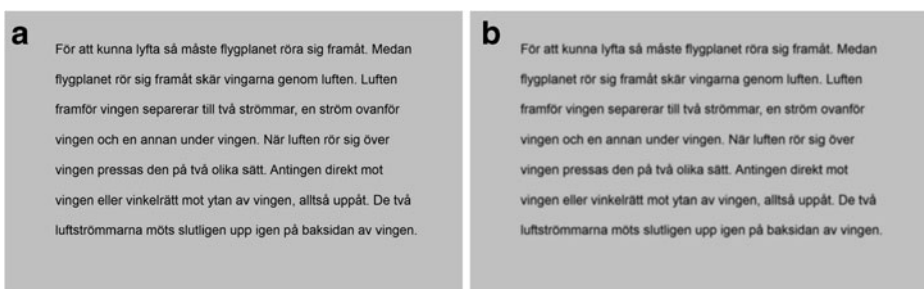 a
För att kunna lyfta så måste flygplanet röra sig framåt. Medan
flygplanet rör sig framåt skär vingarna genom luften. Luften
framför vingen separerar till två strömmar, en ström ovanför
vingen och en annan under vingen. När luften rör sig över
vingen pressas den på två olika sätt. Antingen direkt mot
vingen eller vinkelrätt mot ytan av vingen, alltså uppåt. De två
luftströmmarna möts slutligen upp igen på baksidan av vingen.
b
För att kunna lyfta så måste flygplanet röra sig framåt. Medan
flygplanet rör sig framåt skär vingarna genom luften. Luften
framför vingen separerar till två strömmar, en ström ovanför
vingen och en annan under vingen. När luften rör sig över
vingen pressas den på två olika sätt. Antingen direkt mot
vingen eller vinkelrätt mot ytan av vingen, alltså uppåt. De två
luftströmmarna möts slutligen upp igen på baksidan av vingen.